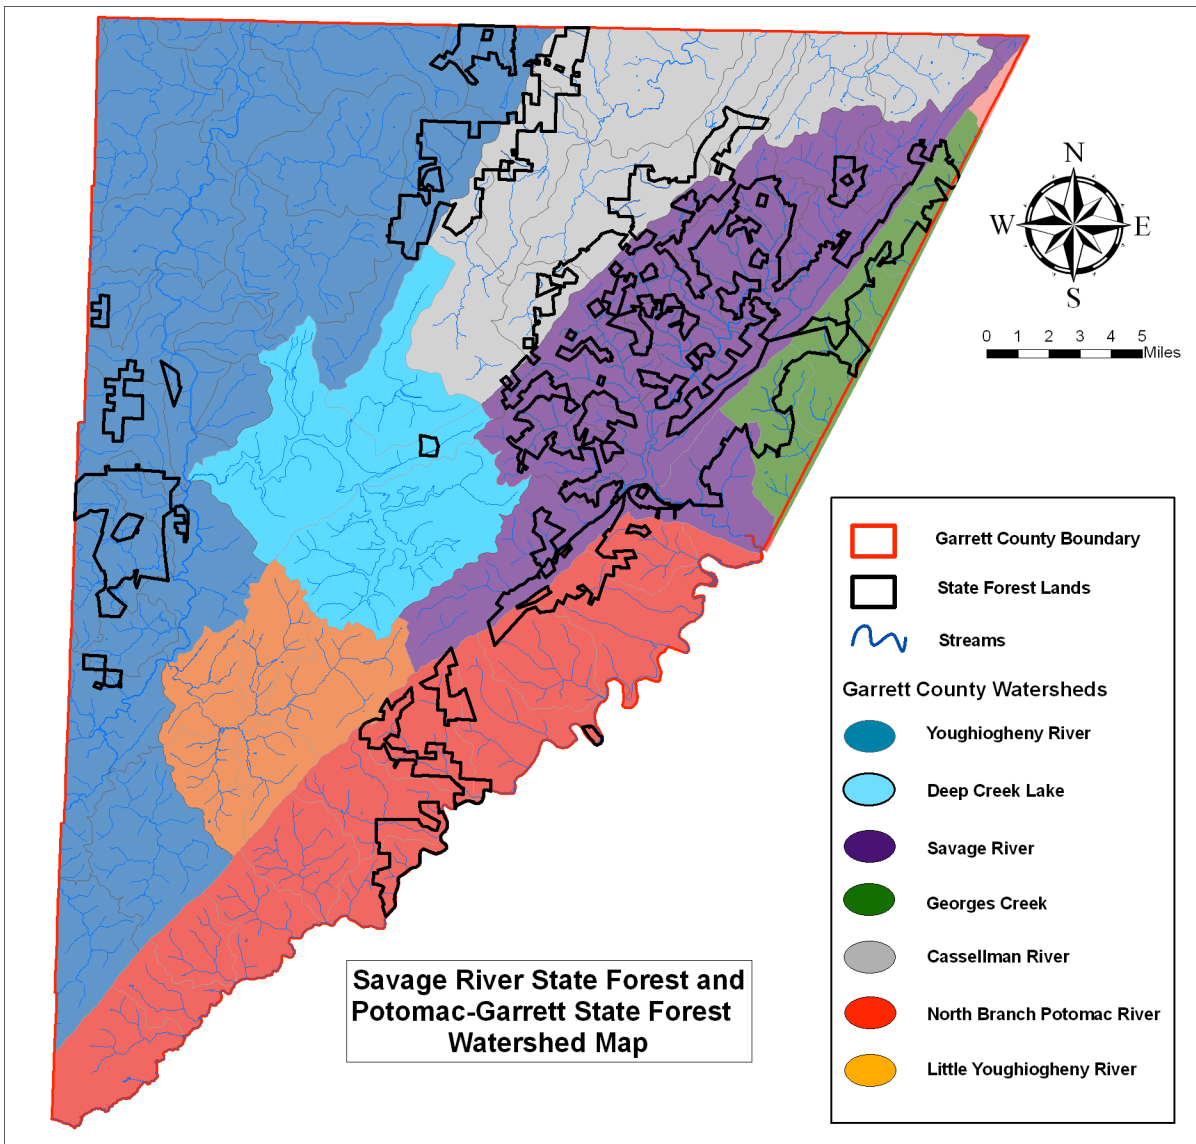 N
W E
S
0 1 2 3 4 5
Miles
Garrett County Boundary
State Forest Lands
Streams
Garrett County Watersheds
Youghiogheny River
Deep Creek Lake
Savage River
Georges Creek
Cassellman River
North Branch Potomac River
Little Youghiogheny River
Savage River State Forest and
Potomac-Garrett State Forest
Watershed Map